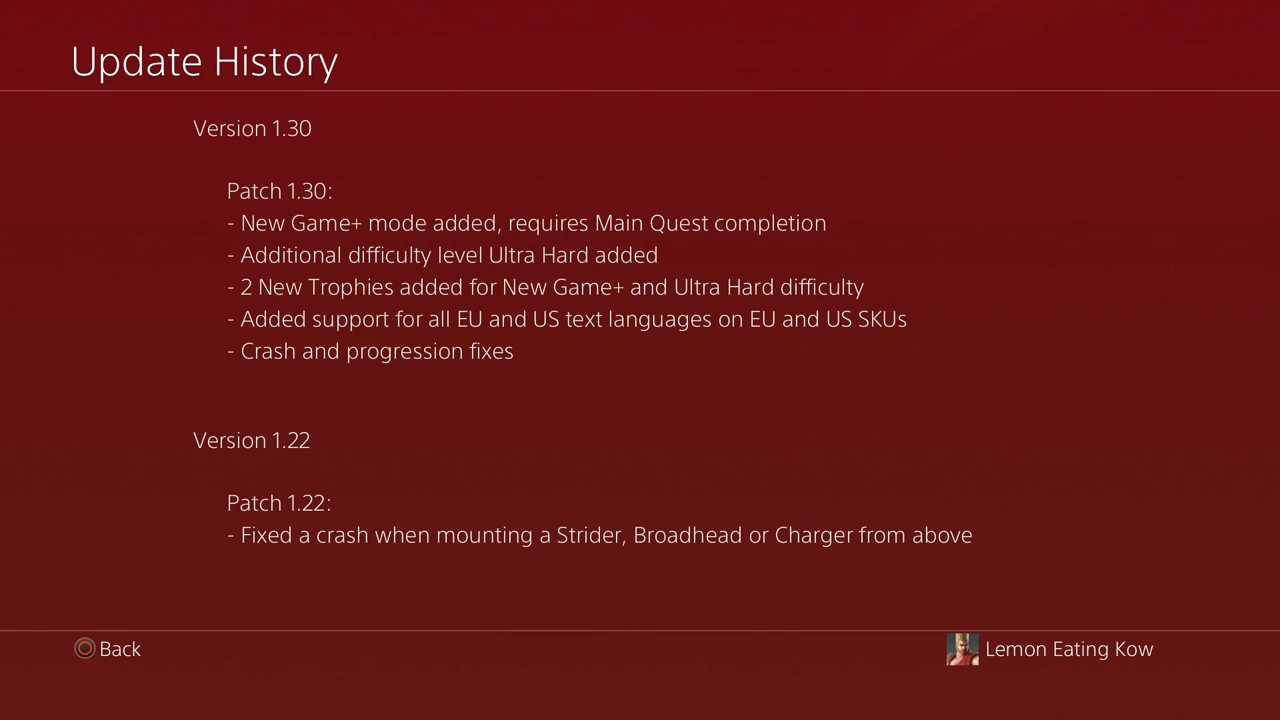 Update History
Version 1.30
Patch 1.30:
- New Game+ mode added, requires Main Quest completion
- Additional difficulty level Ultra Hard added
- 2 New Trophies added for New Game+ and Ultra Hard difficulty
- Added support for all EU and US text languages on EU and US SKUs
- Crash and progression fixes
Version 1.22
Patch 1.22:
- Fixed a crash when mounting a Strider, Broadhead or Charger from above
Back
Lemon Eating Kow